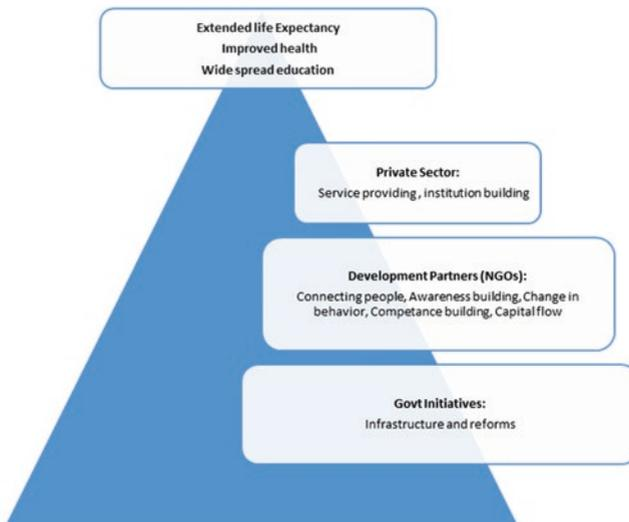 Extended life Expectancy
Improved health
Wide spread education
Private Sector:
Service providing, institution building
Development Partners (NGOs):
Connecting people, Awareness building, Change in
behavior, Competance building, Capital flow
Govt Initiatives:
Infrastructure and reforms